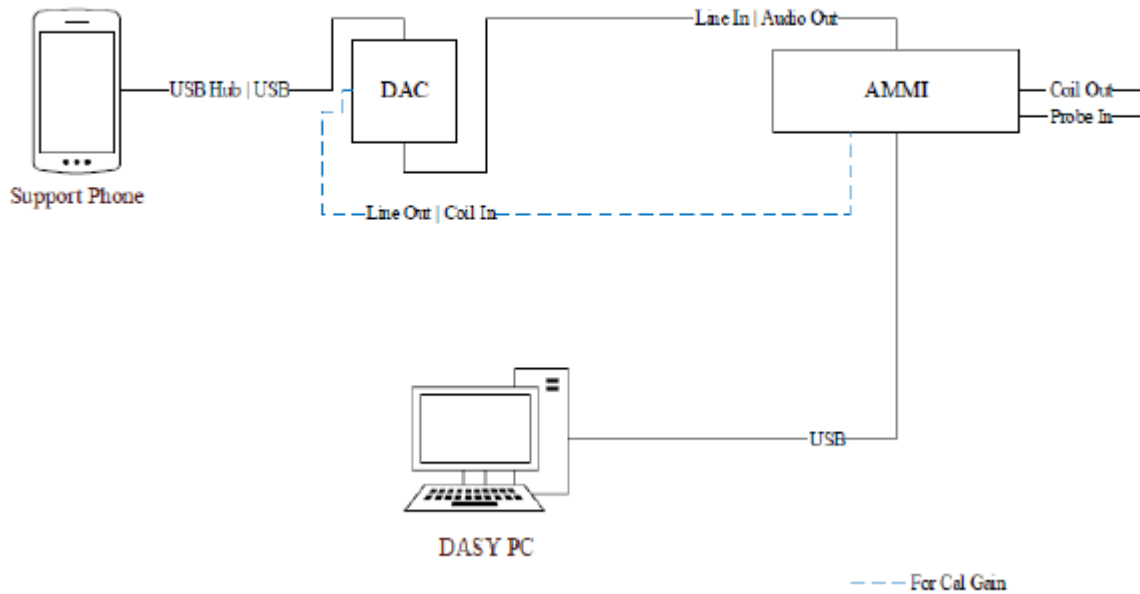 Line In | Audio Out
USB Hub | USB
DAC
AMMI
Coil Out
Probe In
Support Phone
Line Out | Coil In
USB
DASY PC
For Cal Gain